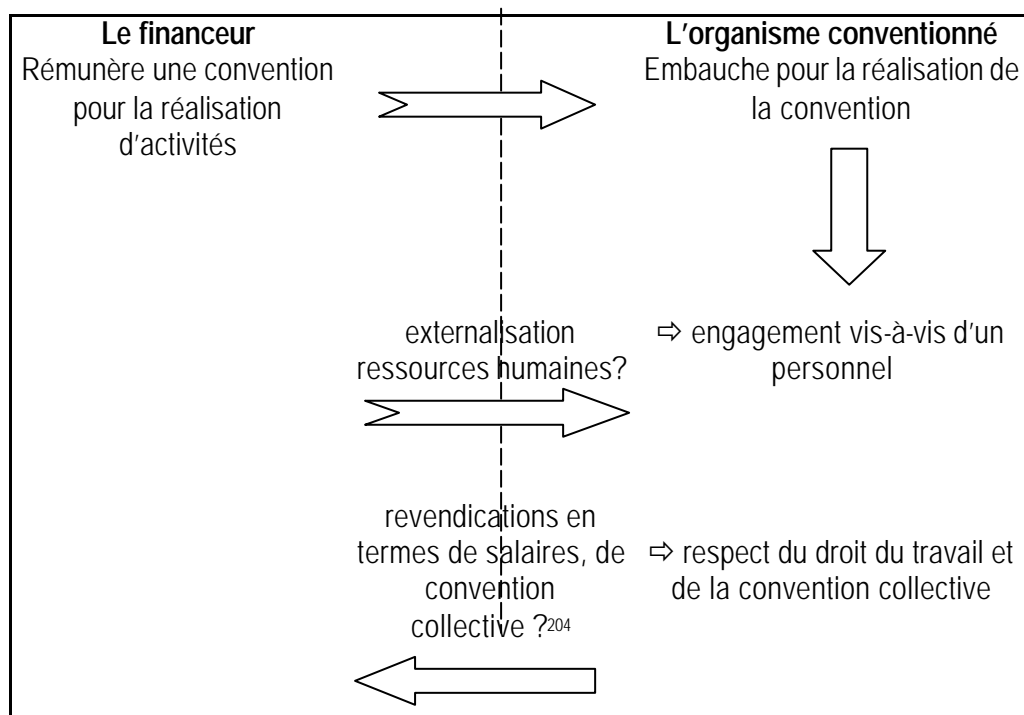 Le financeur
Rémunère une convention
pour la réalisation
d'activités
L'organisme conventionné
Embauche pour la réalisation de
la convention
externalisation
ressources humaines?
⇨ engagement vis-à-vis d'un
personnel
revendications en
termes de salaires, de
convention
collective ?204
⇨ respect du droit du travail et
de la convention collective